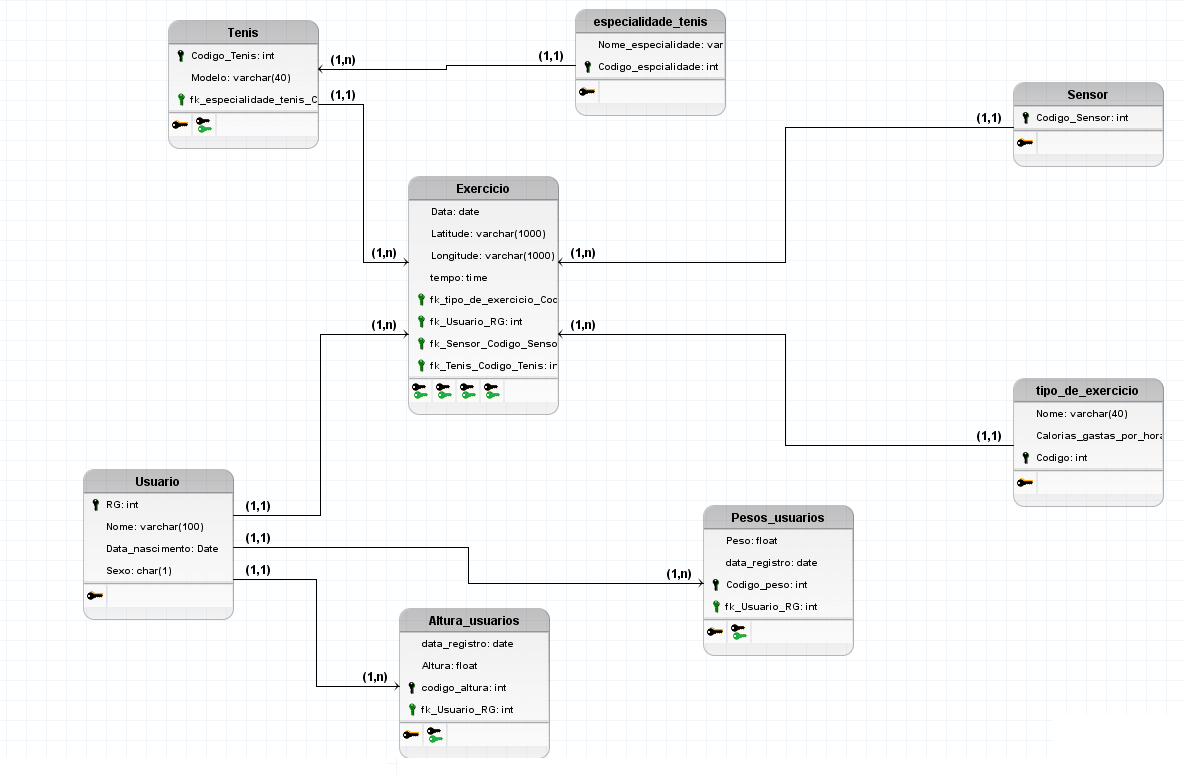 Tenis
Codigo_Tenis: int
Modelo: varchar(40)
fk_especialidade_tenis_C
(1,n)
(1,1)
(1,1)
especialidade_tenis
Nome_especialidade: var
Codigo_espcialidade: int
Sensor
Codigo_Sensor: int
(1,1)
Exercicio
Data: date
Latitude: varchar(1000)
Longitude: varchar(1000)
tempo: time
fk_tipo_de_exercicio_Coc
fk_Usuario_RG: int
fk_Sensor_Codigo_Senso
fk_Tenis_Codigo_Tenis: in
(1,n)
(1,n)
(1,n)
(1,n)
tipo_de_exercicio
Nome: varchar(40)
Calorias_gastas_por_hora
Codigo: int
(1,1)
Usuario
RG: int
Nome: varchar(100)
Data_nascimento: Date
Sexo: char(1)
(1,1)
(1,1)
(1,1)
Pesos_usuarios
Peso: float
data_registro: date
Codigo_peso: int
fk_Usuario_RG: int
(1,n)
Altura_usuarios
data_registro: date
Altura: float
codigo_altura: int
fk_Usuario_RG: int
(1,n)